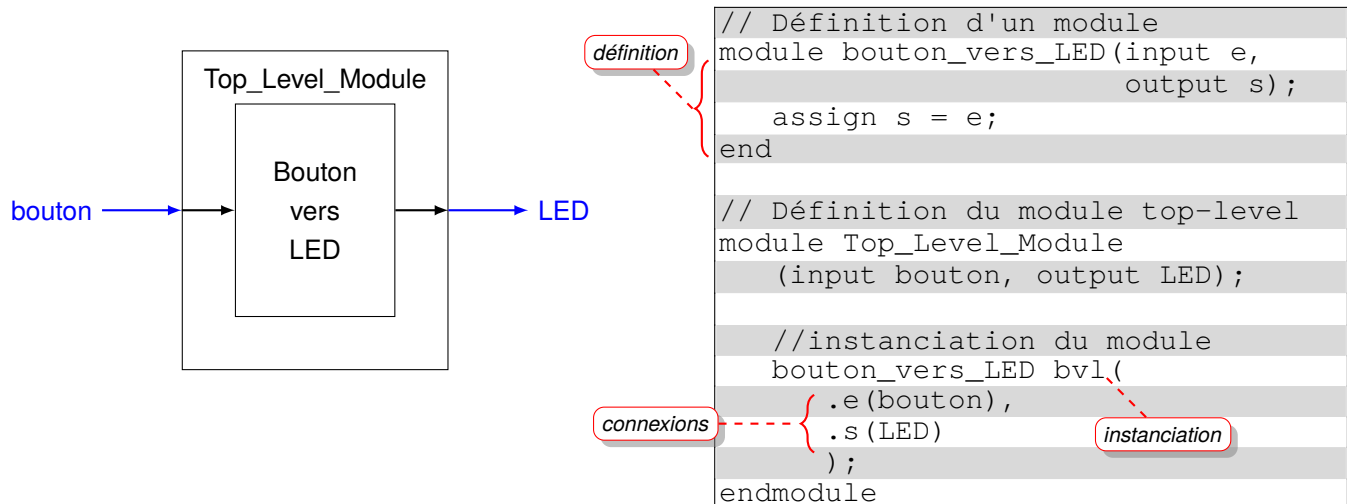 Top_Level_Module
Bouton
vers
LED
bouton
LED
définition
// Définition d'un module
module bouton_vers_LED(input e,
output s);
assign s = e;
end
// Définition du module top-level
module Top_Level_Module
(input bouton, output LED);
//instanciation du module
bouton_vers_LED bvl(
.e(bouton),
.s(LED)
);
endmodule
connexions
instanciation